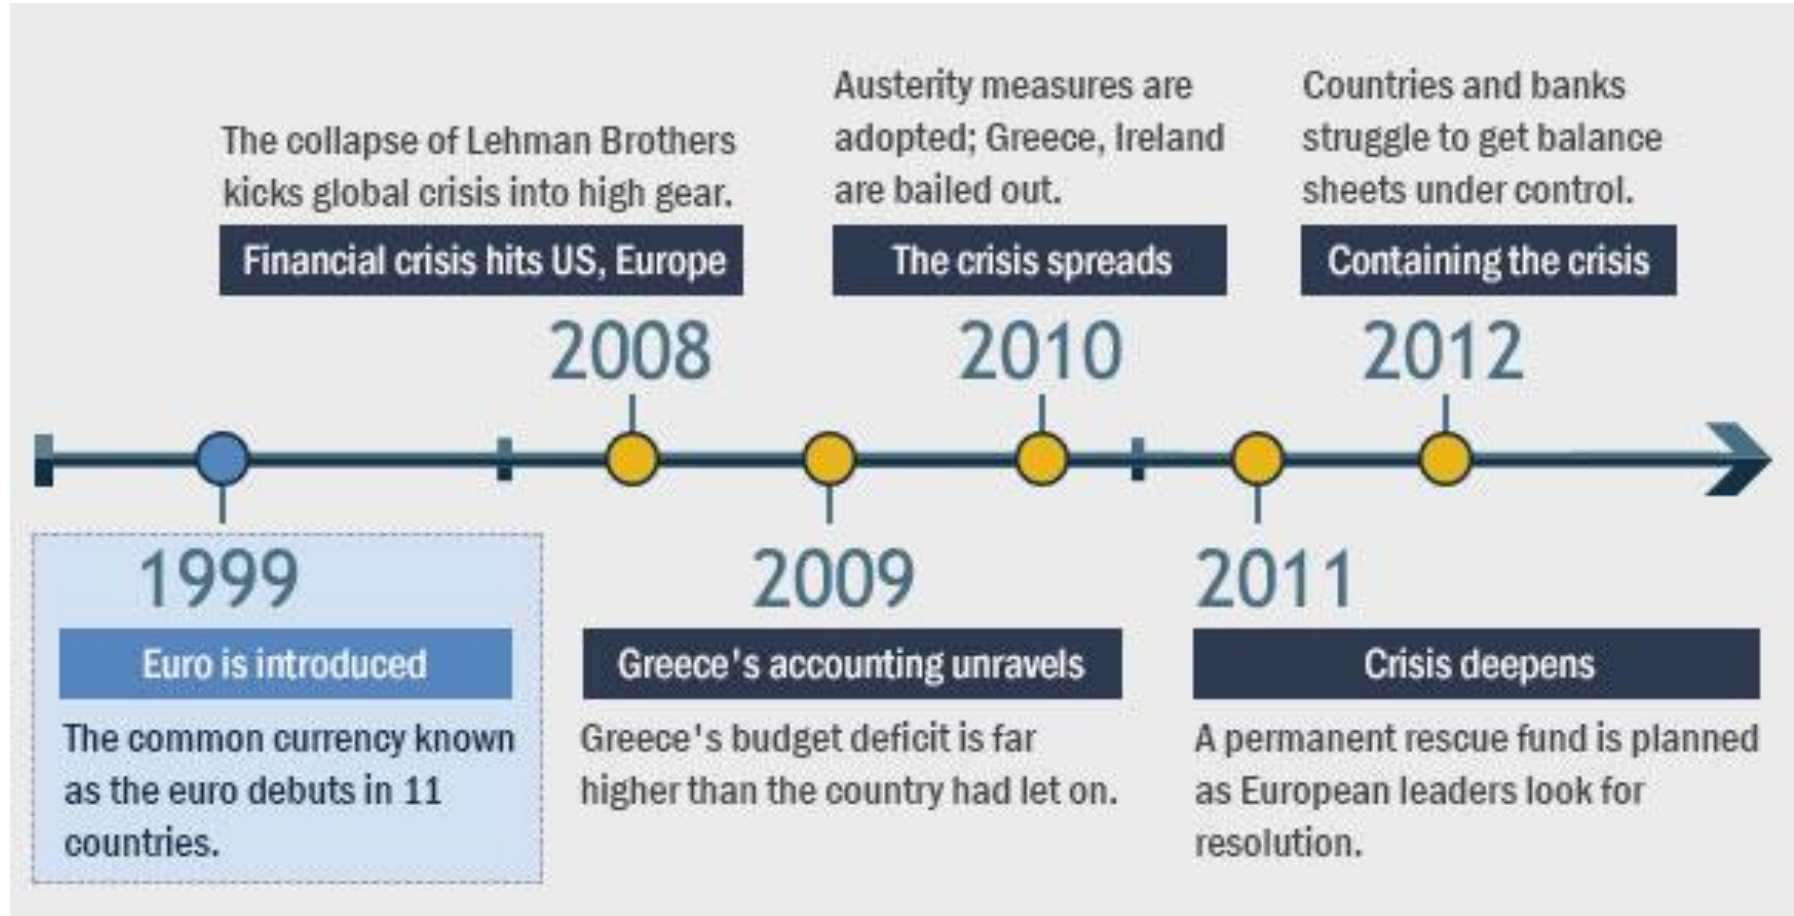 The collapse of Lehman Brothers
kicks global crisis into high gear.
Financial crisis hits US, Europe
2008
Austerity measures are
adopted; Greece, Ireland
are bailed out.
The crisis spreads
2010
Countries and banks
struggle to get balance
sheets under control.
Containing the crisis
2012
1999
Euro is introduced
The common currency known
as the euro debuts in 11
countries.
2009
Greece's accounting unravels
Greece's budget deficit is far
higher than the country had let on.
2011
Crisis deepens
A permanent rescue fund is planned
as European leaders look for
resolution.